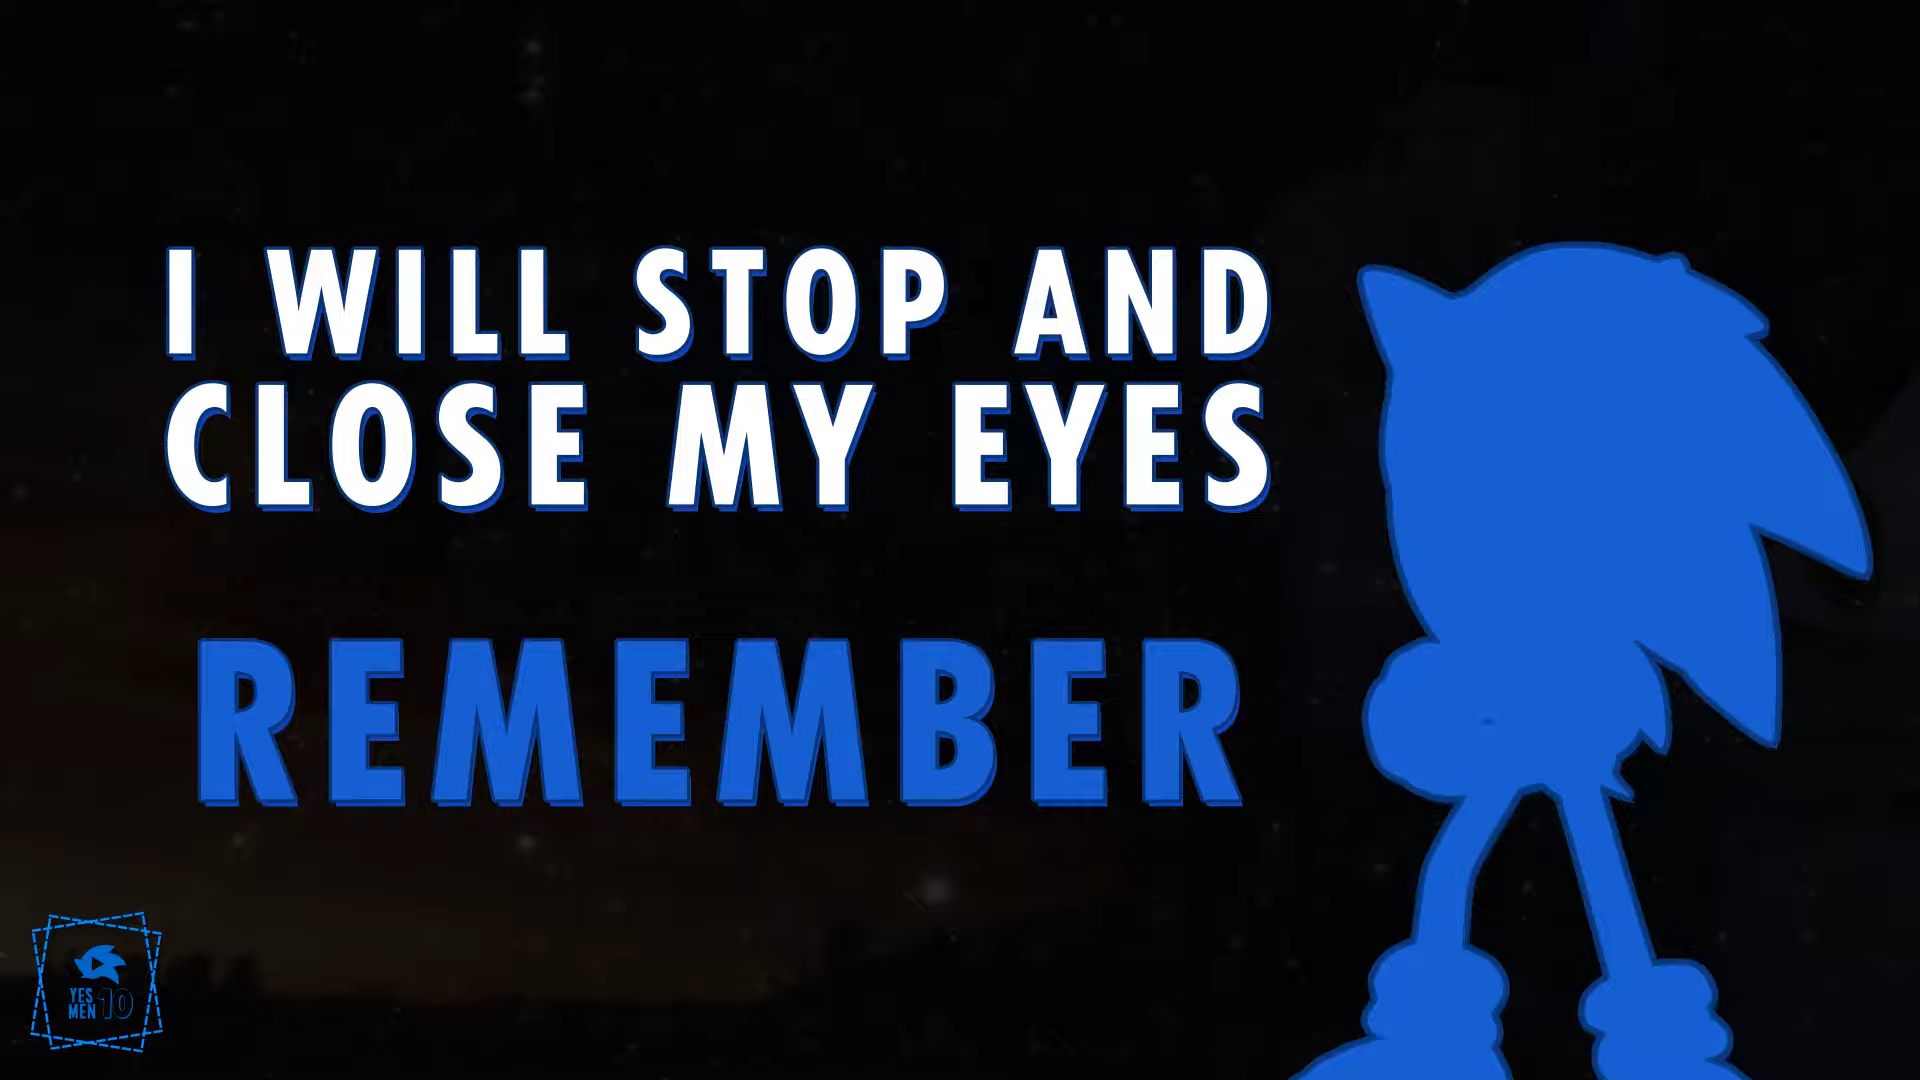 I WILL STOP AND
CLOSE MY EYES
REMEMBER
YES
MEN 10